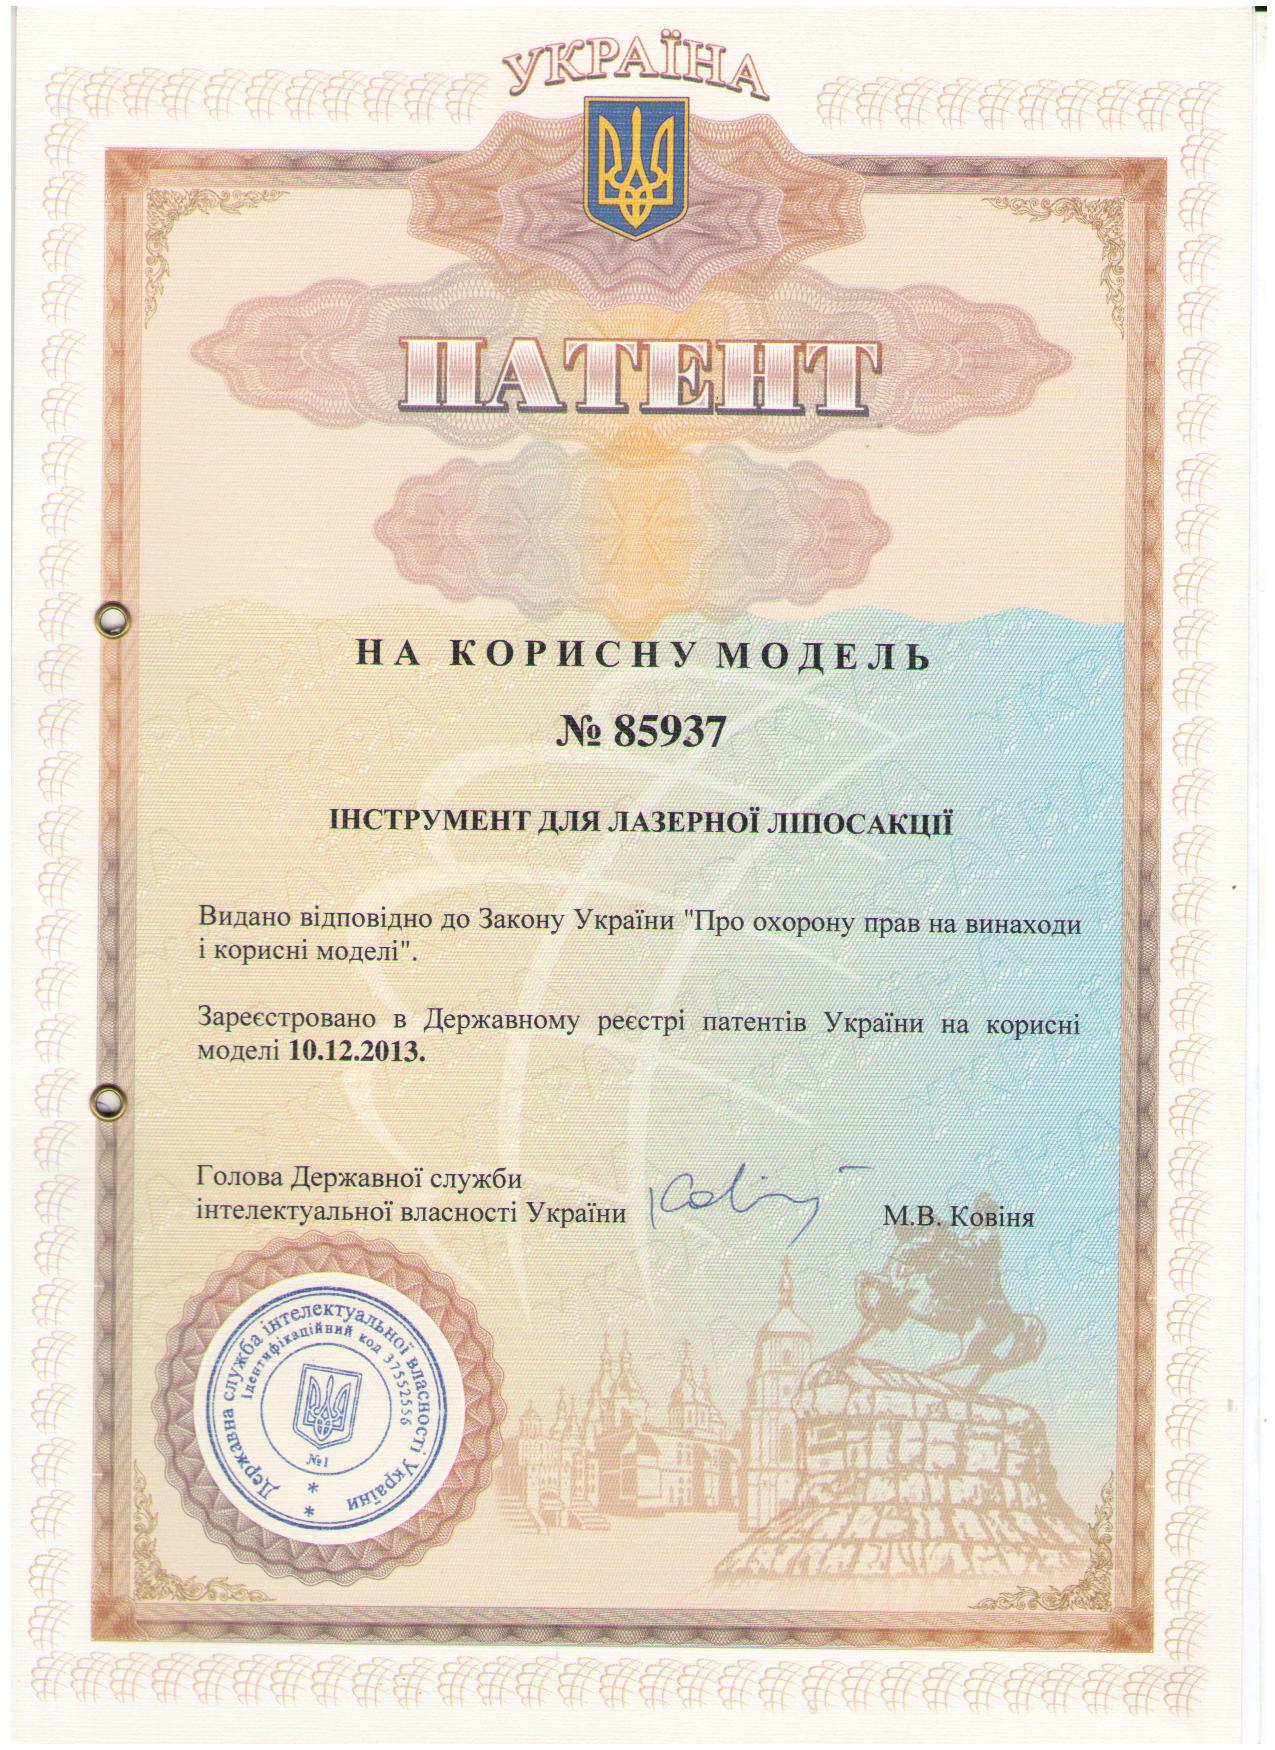 УКРАЇНА
ПАТЕНТ
НА КОРИСНУ МОДЕЛЬ
№ 85937
ІНСТРУМЕНТ ДЛЯ ЛАЗЕРНОЇ ЛІПОСАКЦІЇ
Видано відповідно до Закону України "Про охорону прав на винаходи
і корисні моделі".
Зареєстровано в Державному реєстрі патентів України на корисні
моделі 10.12.2013.
Голова Державної служби
інтелектуальної власності України
М.В. Ковіня
Державна служба інтелектуальної власності України
Ідентифікаційний код 37552556
№1
* *